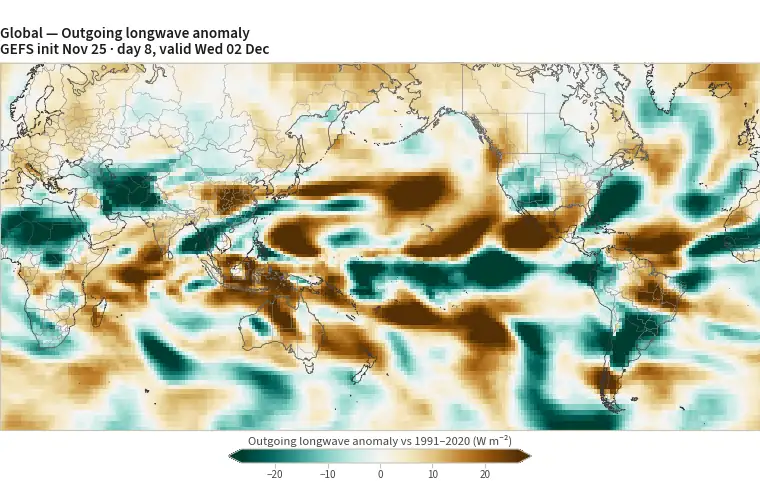 Global — Outgoing longwave anomaly
GEFS init Nov 25 · day 8, valid Wed 02 Dec
Outgoing longwave anomaly vs 1991–2020 (W m⁻²)
−20 −10 0 10 20